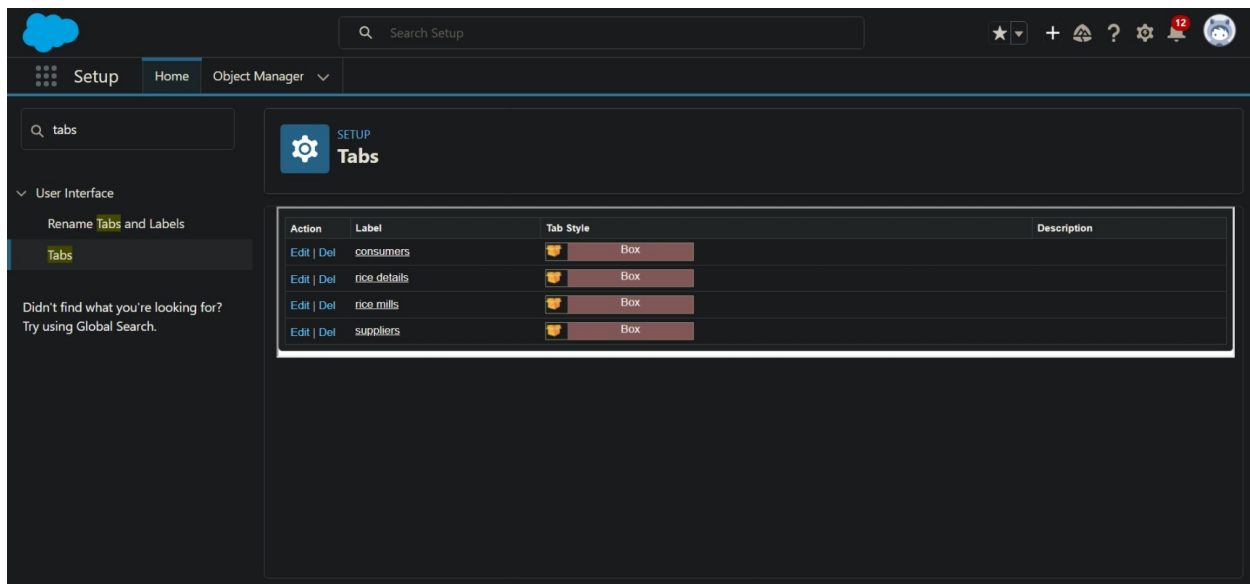 Search Setup
12
Setup Home Object Manager
tabs
SETUP
Tabs
User Interface
Rename Tabs and Labels
Tabs
Didn't find what you're looking for?
Try using Global Search.
Action Label Tab Style Description
Edit | Del consumers Box
Edit | Del rice details Box
Edit | Del rice mills Box
Edit | Del suppliers Box